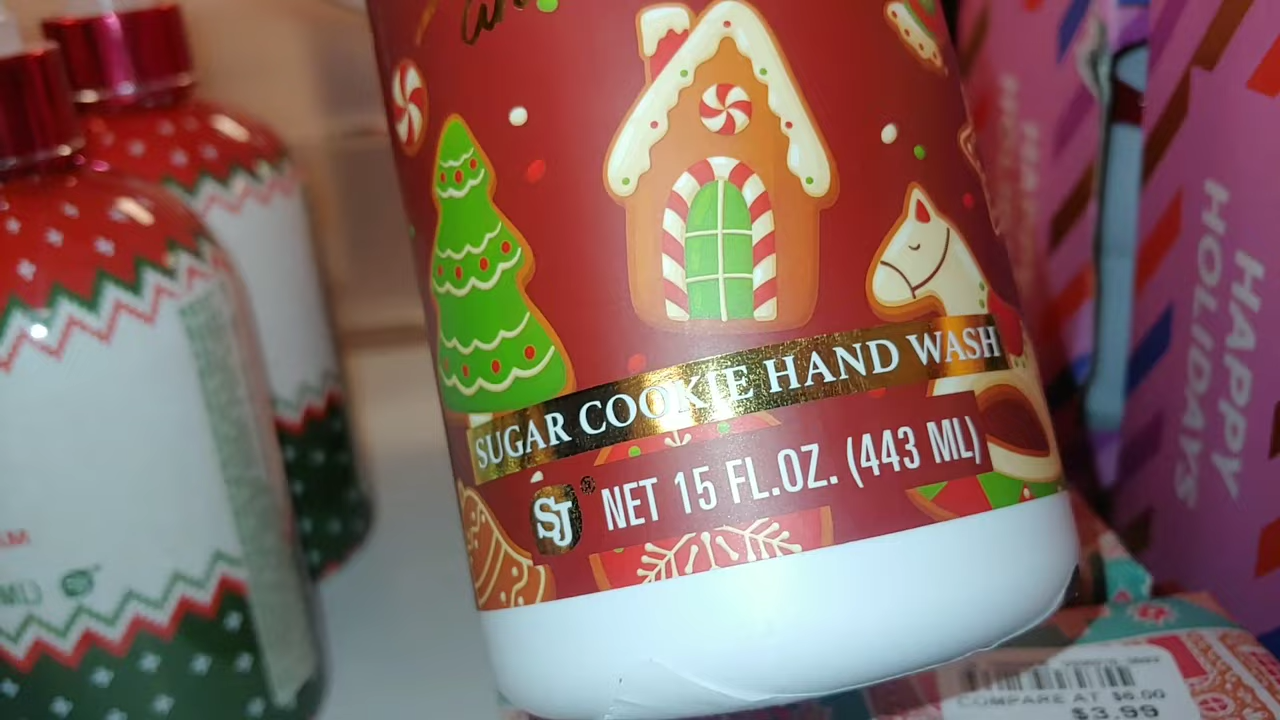 SUGAR COOKIE HAND WASH
SJ® NET 15 FL.OZ. (443 ML)
HAPPY
HOLIDAYS
COMPARE AT $6.00
$3.99